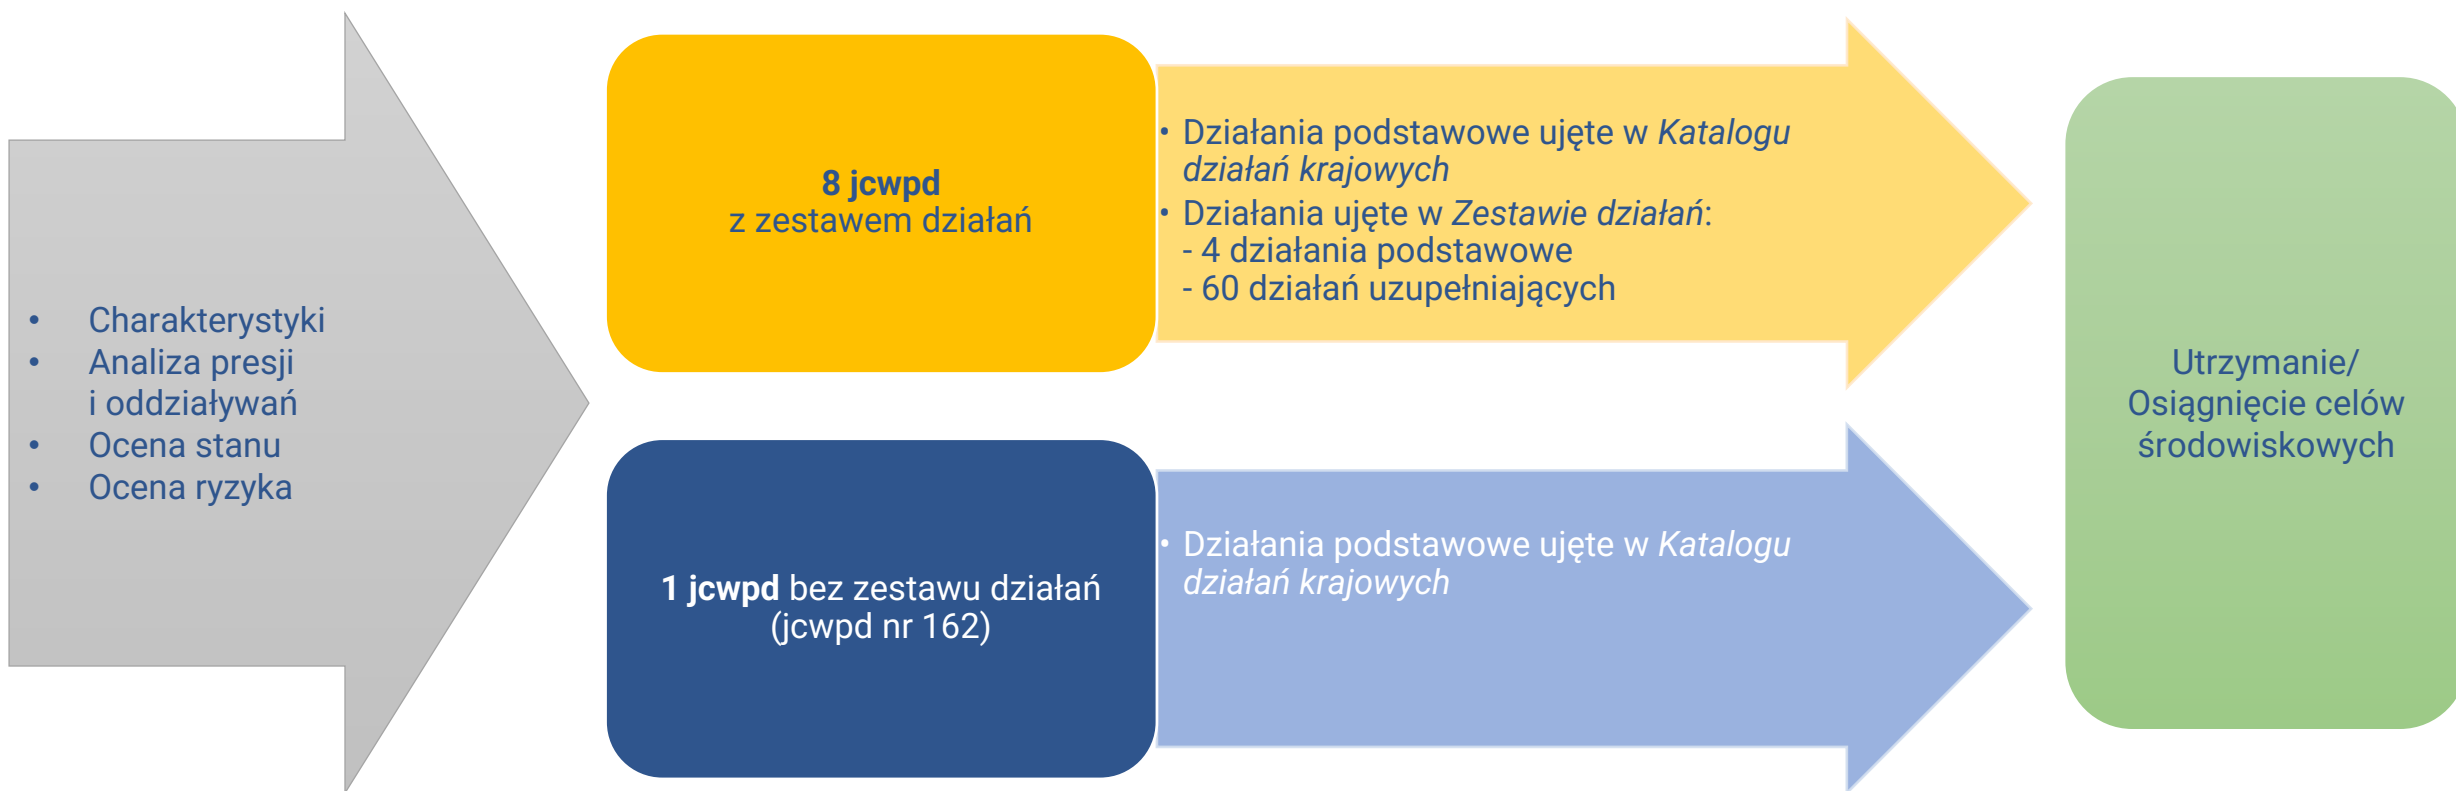 • Charakterystyki
• Analiza presji
i oddziaływań
• Ocena stanu
• Ocena ryzyka
8 jcwpd
z zestawem działań
• Działania podstawowe ujęte w Katalogu
działań krajowych
• Działania ujęte w Zestawie działań:
- 4 działania podstawowe
- 60 działań uzupełniających
1 jcwpd bez zestawu działań
(jcwpd nr 162)
• Działania podstawowe ujęte w Katalogu
działań krajowych
Utrzymanie/
Osiągnięcie celów
środowiskowych